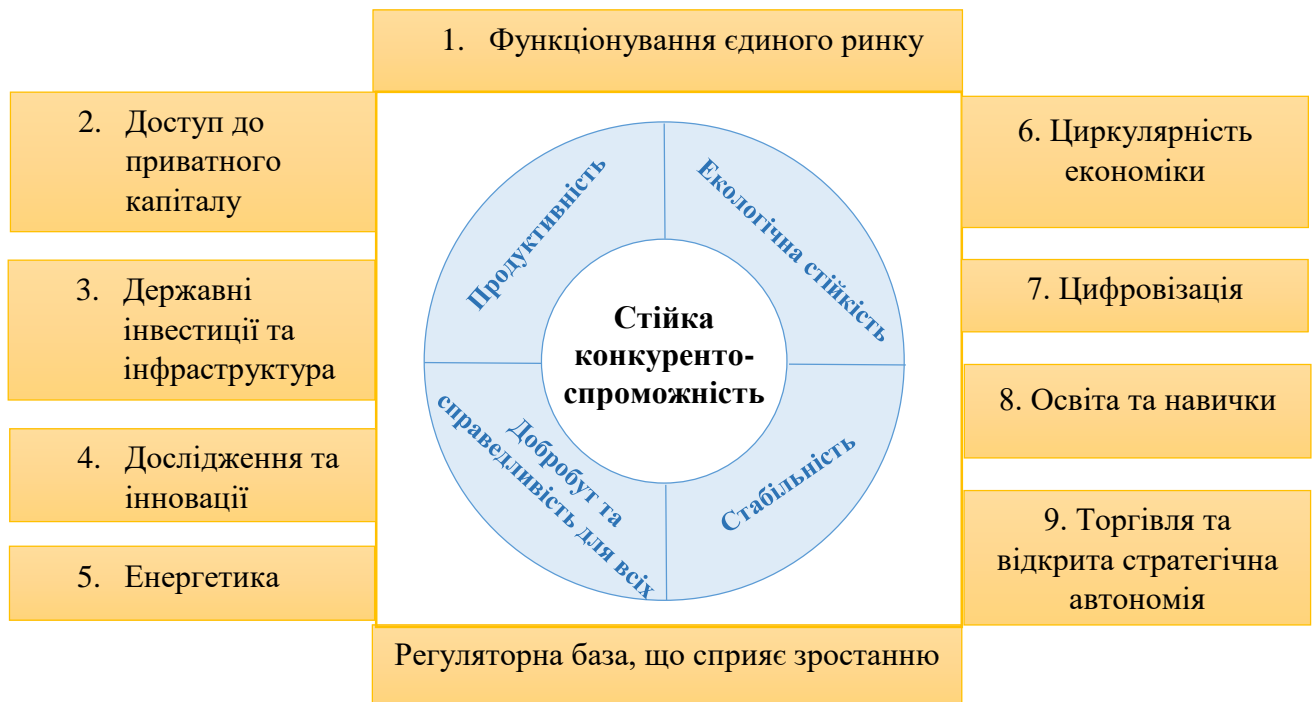 1. Функціонування єдиного ринку
2. Доступ до
приватного
капіталу
3. Державні
інвестиції та
інфраструктура
4. Дослідження та
інновації
5. Енергетика
Продуктивність
Екологічна стійкість
Стійка
конкуренто-
спроможність
Добробут та
справедливість для всіх
Стабільність
6. Циркулярність
економіки
7. Цифровізація
8. Освіта та навички
9. Торгівля та
відкрита стратегічна
автономія
Регуляторна база, що сприяє зростанню